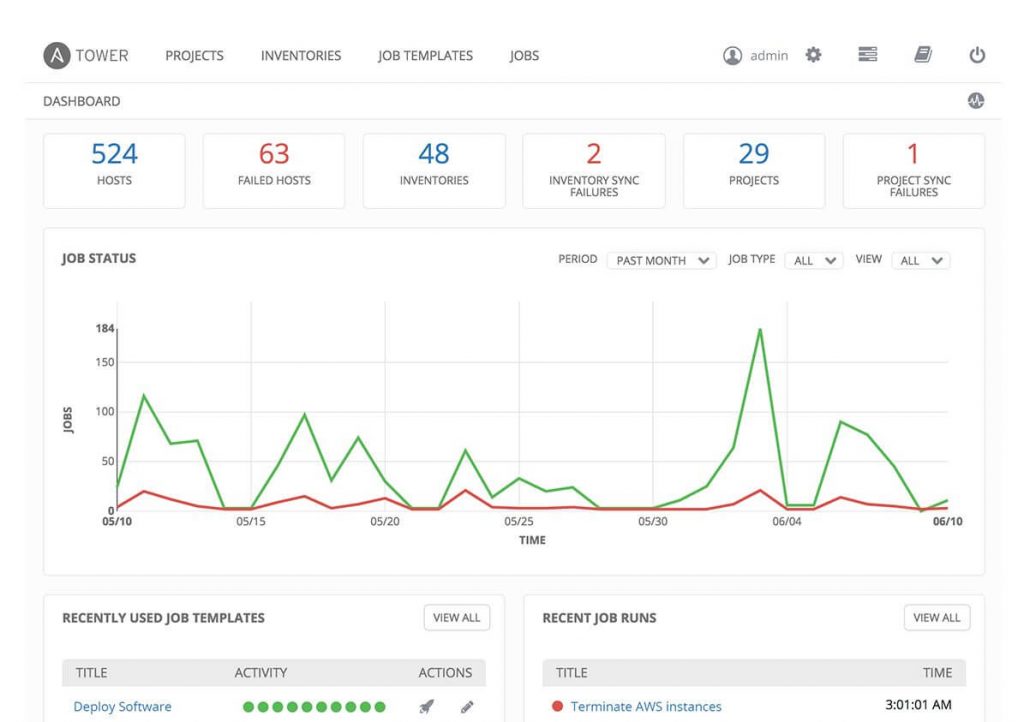 A TOWER PROJECTS INVENTORIES JOB TEMPLATES JOBS admin
DASHBOARD
524 63 48 2 29 1
HOSTS FAILED HOSTS INVENTORIES INVENTORY SYNC PROJECTS PROJECT SYNC
FAILURES FAILURES
JOB STATUS PERIOD PAST MONTH JOB TYPE ALL VIEW ALL
184
150
100
50
0
JOBS
05/10 05/15 05/20 05/25 05/30 06/04 06/10
TIME
RECENTLY USED JOB TEMPLATES VIEW ALL
TITLE ACTIVITY ACTIONS
Deploy Software
RECENT JOB RUNS VIEW ALL
TITLE TIME
Terminate AWS instances 3:01:01 AM